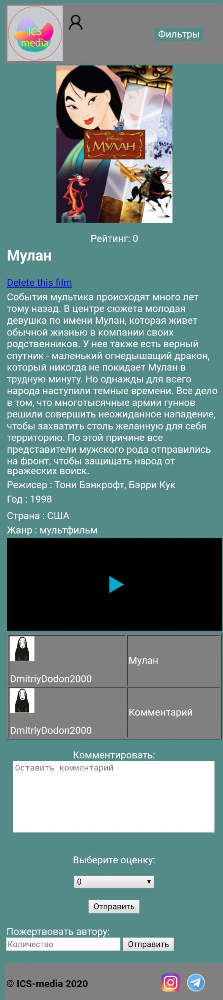 ICS
media
Фильтры
Disney
МУЛАН
Рейтинг: 0
Мулан
Delete this film
События мультика происходят много лет
тому назад. В центре сюжета молодая
девушка по имени Мулан, которая живет
обычной жизнью в компании своих
родственников. У нее также есть верный
спутник - маленький огнедышащий дракон,
который никогда не покидает Мулан в
трудную минуту. Но однажды для всего
народа наступили темные времени. Все дело
в том, что многотысячные армии гуннов
решили совершить неожиданное нападение,
чтобы захватить столь желанную для себя
территорию. По этой причине все
представители мужского рода отправились
на фронт, чтобы защищать народ от
вражеских воиск.
Режисер : Тони Бэнкрофт, Бэрри Кук
Год : 1998
Страна : США
Жанр : мультфильм
Мулан
DmitriyDodon2000
Комментарий
DmitriyDodon2000
Комментировать:
Оставить комментарий
Выберите оценку:
0
Отправить
Пожертвовать автору:
Количество Отправить
© ICS-media 2020